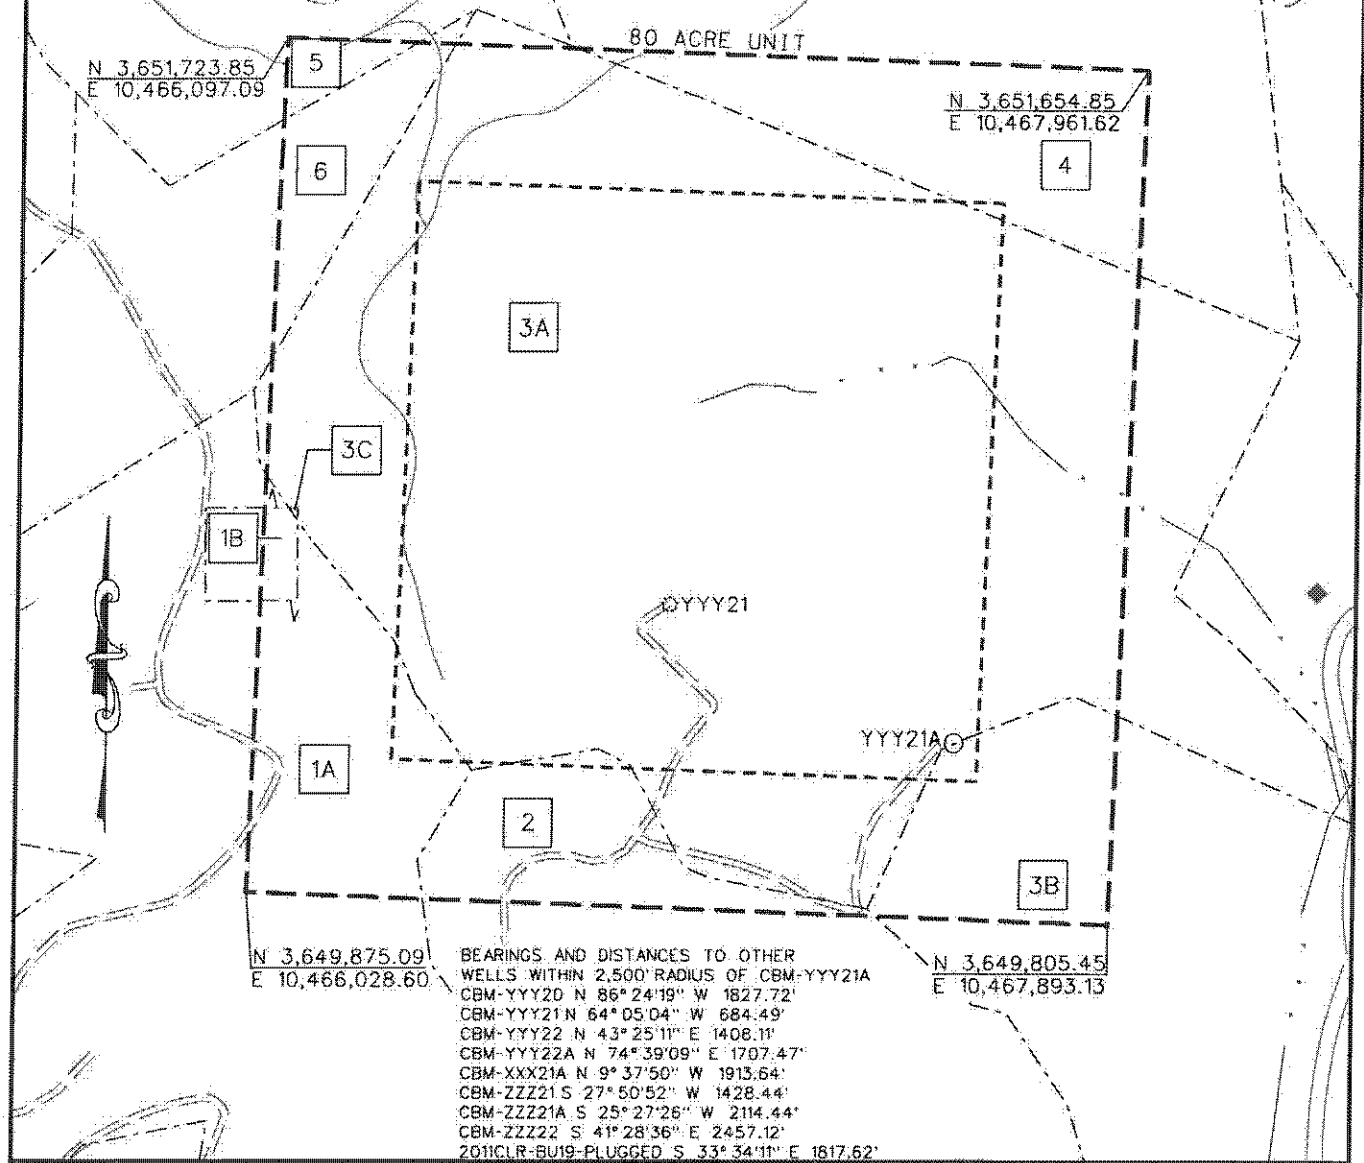 80 ACRE UNIT
N 3,651,723.85
E 10,466,097.09
5
N 3,651,654.85
E 10,467,961.62
6
4
3A
3C
1B
YYY21
YYY21A
1A
2
3B
N 3,649,875.09
E 10,466,028.60
N 3,649,805.45
E 10,467,893.13
BEARINGS AND DISTANCES TO OTHER
WELLS WITHIN 2,500' RADIUS OF CBM-YYY21A
CBM-YYY20 N 86° 24'19" W 1827.72'
CBM-YYY21 N 64° 05'04" W 684.49'
CBM-YYY22 N 43° 25'11" E 1408.11'
CBM-YYY22A N 74° 39'09" E 1707.47'
CBM-XXX21A N 9° 37'50" W 1913.64'
CBM-ZZZ21 S 27° 50'52" W 1428.44'
CBM-ZZZ21A S 25° 27'26" W 2114.44'
CBM-ZZZ22 S 41° 28'36" E 2457.12'
2011CLR-BU19-PLUGGED S 33° 34'11" E 1817.62'